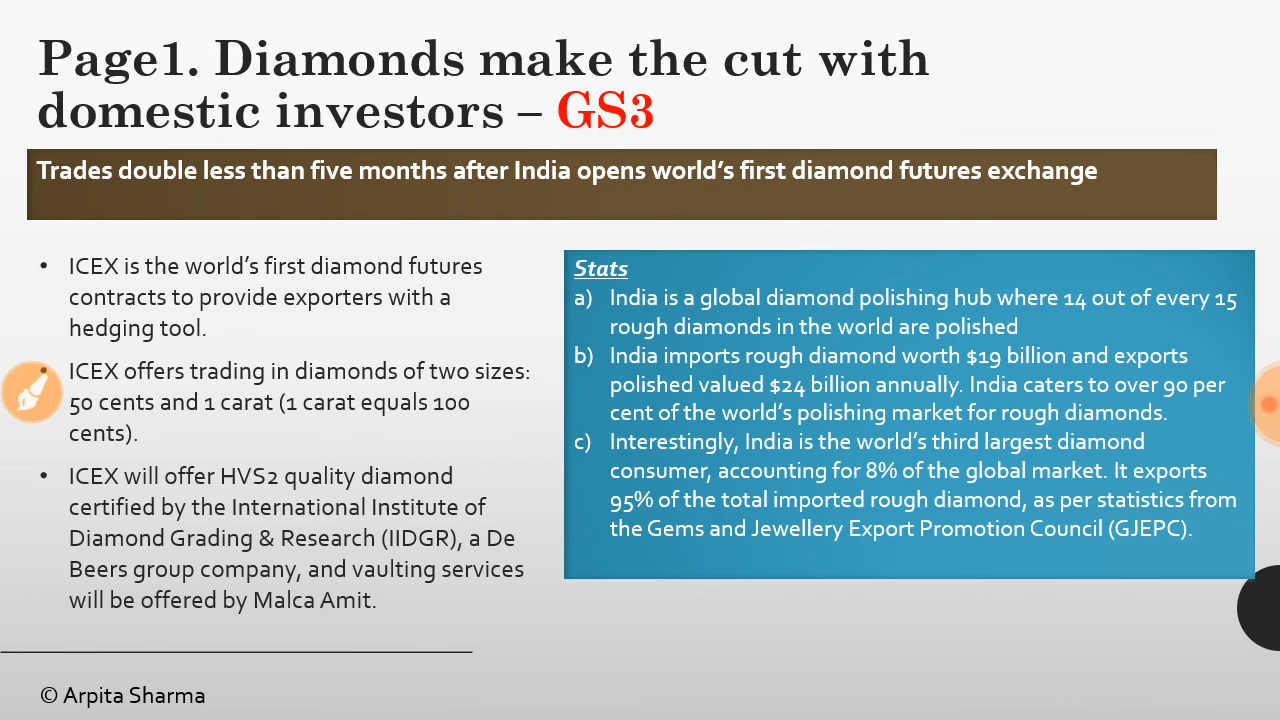 Page1. Diamonds make the cut with
domestic investors – GS3
Trades double less than five months after India opens world's first diamond futures exchange
• ICEX is the world's first diamond futures
contracts to provide exporters with a
hedging tool.
• ICEX offers trading in diamonds of two sizes:
50 cents and 1 carat (1 carat equals 100
cents).
• ICEX will offer HVS2 quality diamond
certified by the International Institute of
Diamond Grading & Research (IIDGR), a De
Beers group company, and vaulting services
will be offered by Malca Amit.
Stats
a) India is a global diamond polishing hub where 14 out of every 15
rough diamonds in the world are polished
b) India imports rough diamond worth $19 billion and exports
polished valued $24 billion annually. India caters to over 90 per
cent of the world's polishing market for rough diamonds.
c) Interestingly, India is the world's third largest diamond
consumer, accounting for 8% of the global market. It exports
95% of the total imported rough diamond, as per statistics from
the Gems and Jewellery Export Promotion Council (GJEPC).
© Arpita Sharma